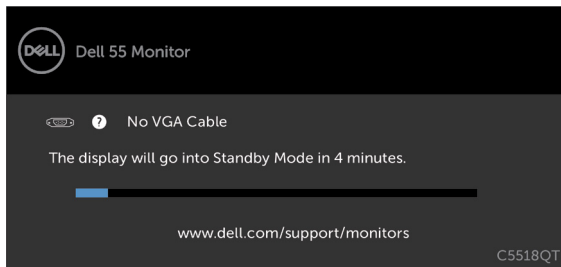 DELL Dell 55 Monitor
? No VGA Cable
The display will go into Standby Mode in 4 minutes.
www.dell.com/support/monitors
C5518QT